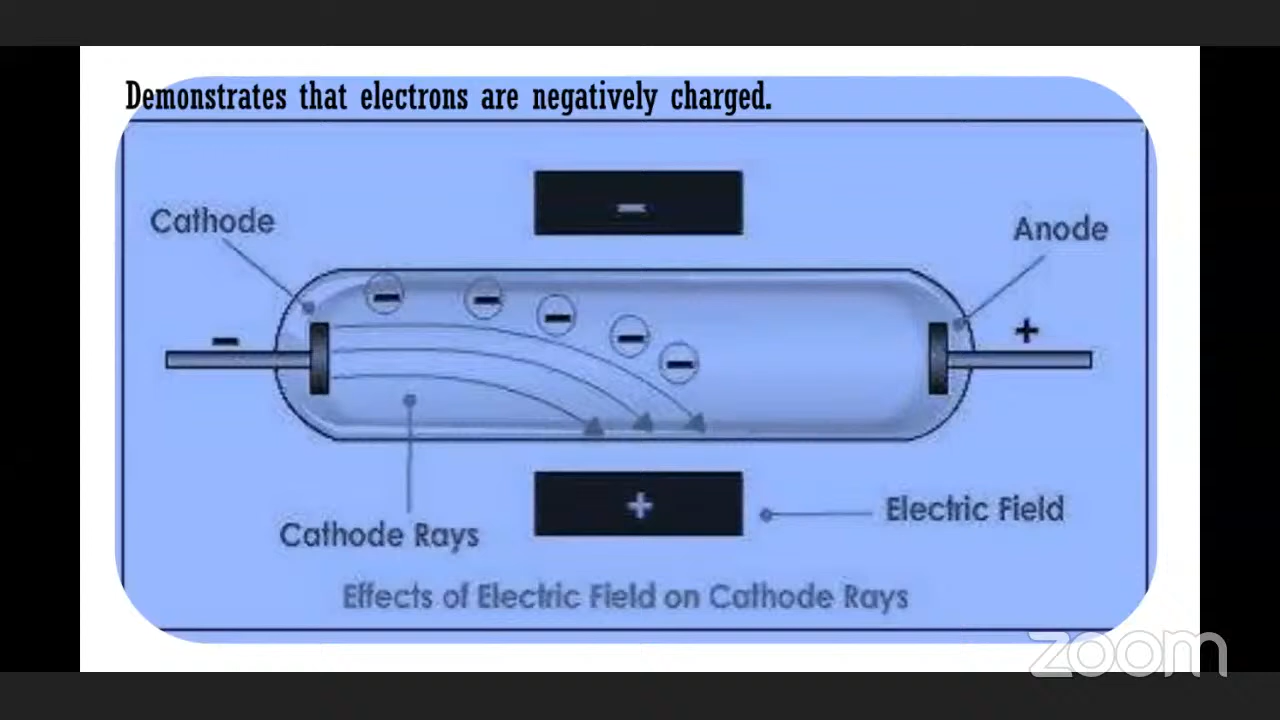 Demonstrates that electrons are negatively charged.
−
Cathode
Anode
− − − − −
−
+
+
Electric Field
Cathode Rays
Effects of Electric Field on Cathode Rays
zoom